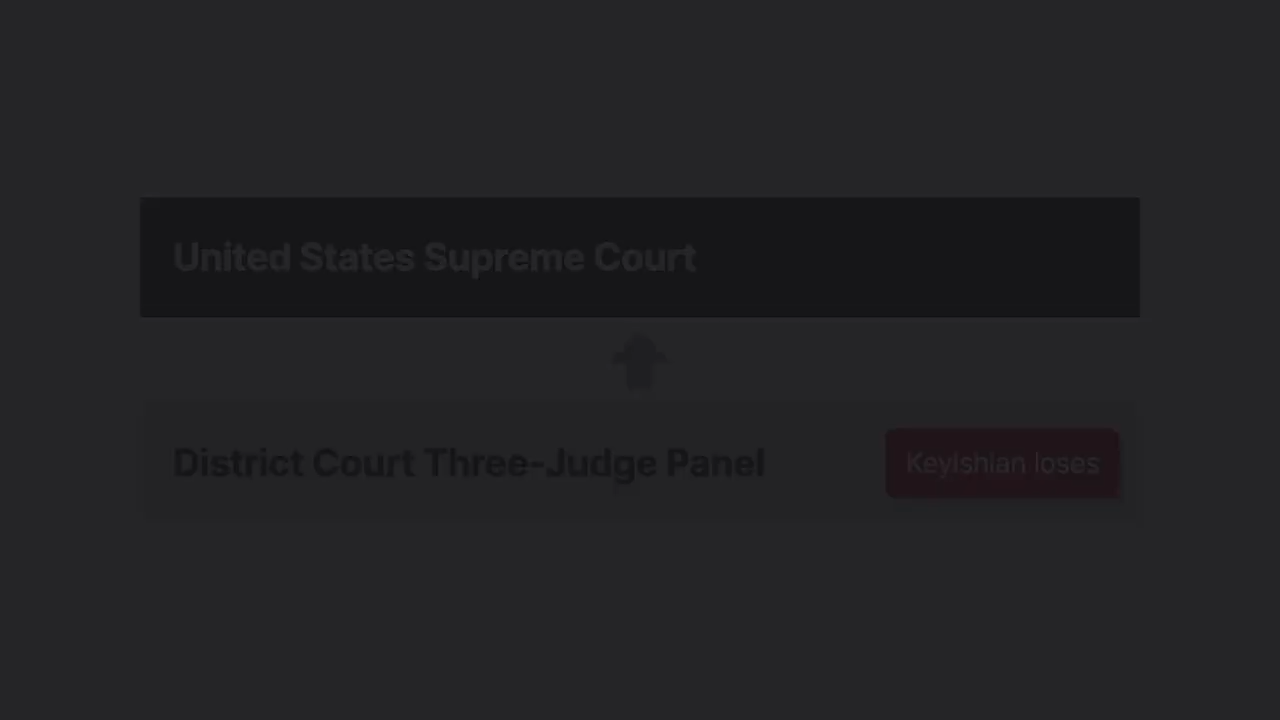 United States Supreme Court
District Court Three-Judge Panel
Keyishian loses